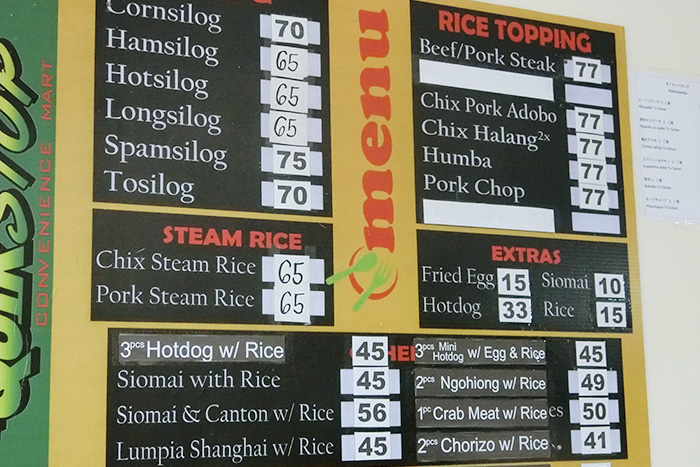 Cornsilog 70
Hamsilog 65
Hotsilog 65
Longsilog 65
Spamsilog 75
Tosilog 70
STEAM RICE
Chix Steam Rice 65
Pork Steam Rice 65
menu
RICE TOPPING
Beef/Pork Steak 77
Chix Pork Adobo 77
Chix Halang2x 77
Humba 77
Pork Chop 77
EXTRAS
Fried Egg 15 Siomai 10
Hotdog 33 Rice 15
3pcs Hotdog w/ Rice 45
Siomai with Rice 45
Siomai & Canton w/ Rice 56
Lumpia Shanghai w/ Rice 45
3pcs Mini Hotdog w/ Egg & Rice 45
2pcs Ngohiong w/ Rice 49
1pc Crab Meat w/ Rice es 50
2pcs Chorizo w/ Rice 41
CONVENIENCE MART